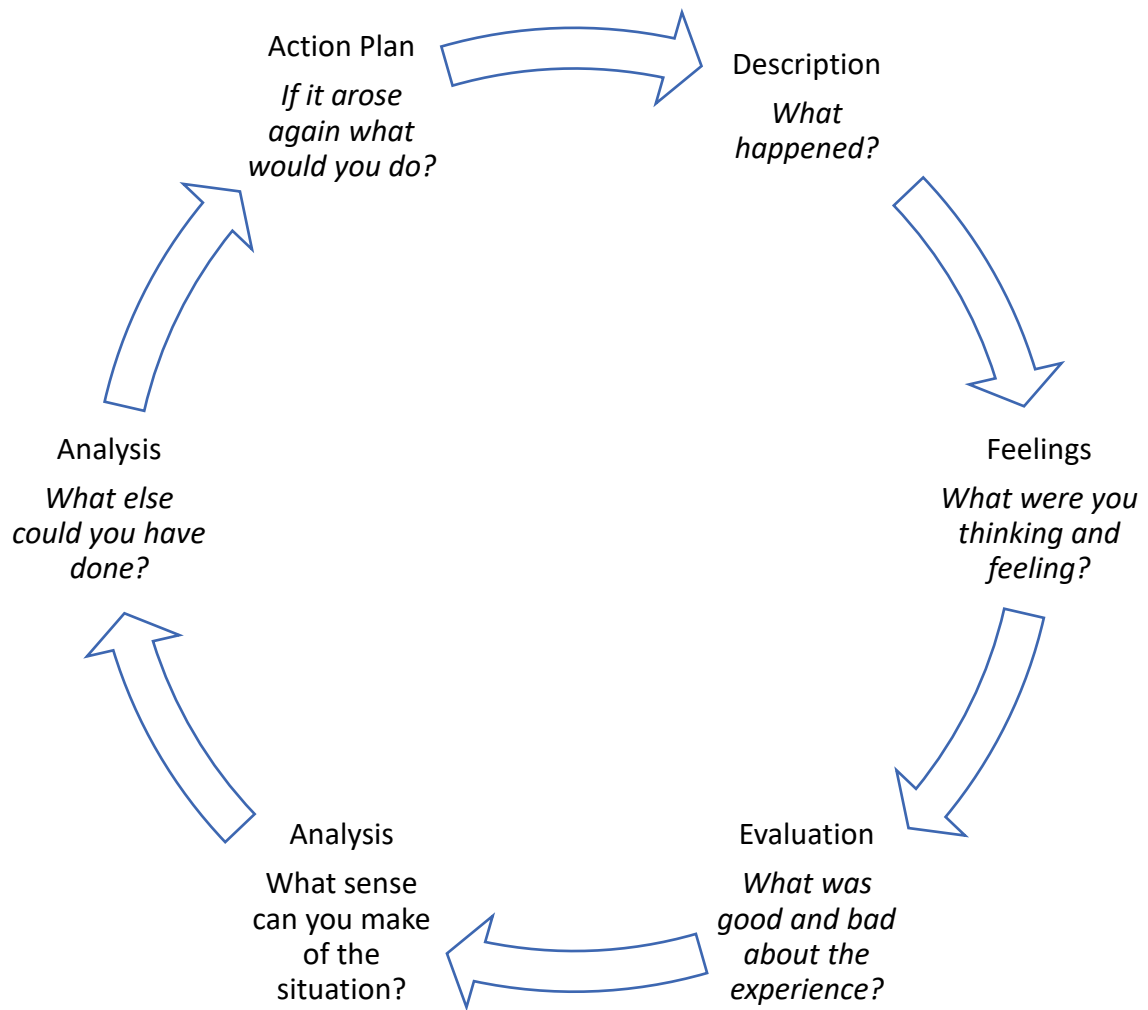 Action Plan
If it arose
again what
would you do?
Description
What
happened?
Feelings
What were you
thinking and
feeling?
Evaluation
What was
good and bad
about the
experience?
Analysis
What sense
can you make
of the
situation?
Analysis
What else
could you have
done?